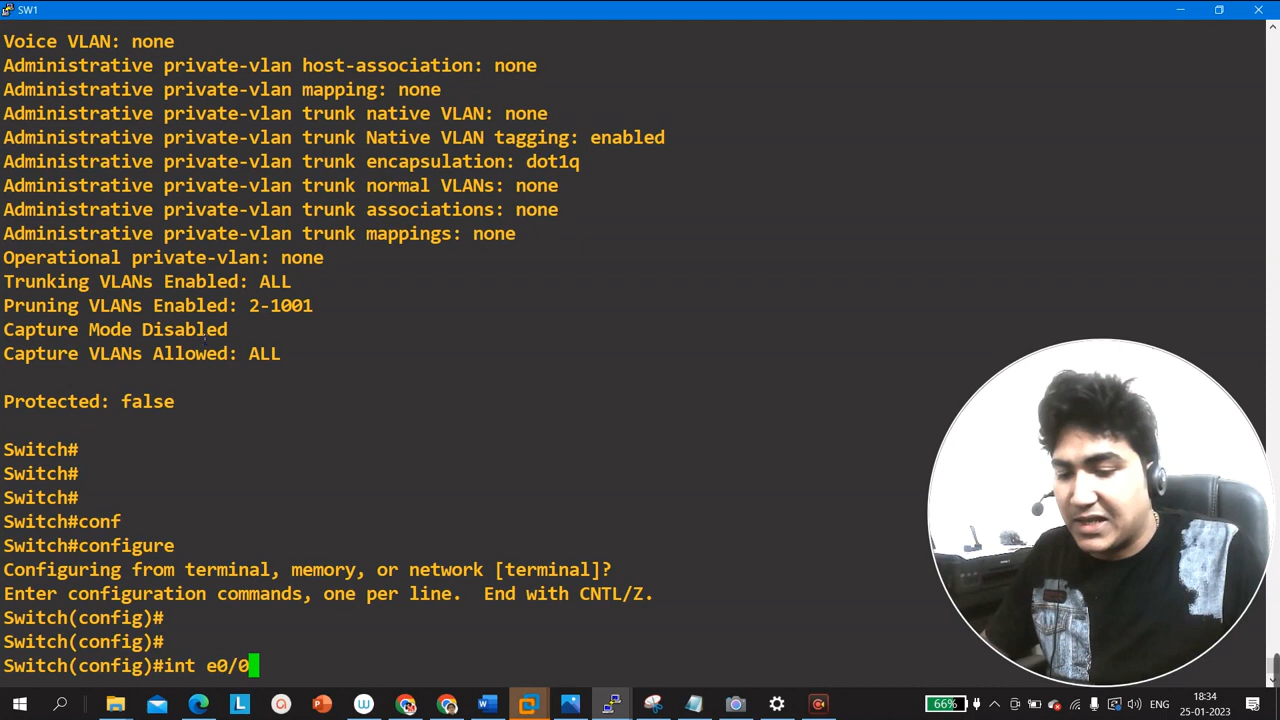 SW1
Voice VLAN: none
Administrative private-vlan host-association: none
Administrative private-vlan mapping: none
Administrative private-vlan trunk native VLAN: none
Administrative private-vlan trunk Native VLAN tagging: enabled
Administrative private-vlan trunk encapsulation: dot1q
Administrative private-vlan trunk normal VLANs: none
Administrative private-vlan trunk associations: none
Administrative private-vlan trunk mappings: none
Operational private-vlan: none
Trunking VLANs Enabled: ALL
Pruning VLANs Enabled: 2-1001
Capture Mode Disabled
Capture VLANs Allowed: ALL
Protected: false
Switch#
Switch#
Switch#
Switch#conf
Switch#configure
Configuring from terminal, memory, or network [terminal]?
Enter configuration commands, one per line.  End with CNTL/Z.
Switch(config)#
Switch(config)#
Switch(config)#int e0/0
66%
ENG
18:34
25-01-2023